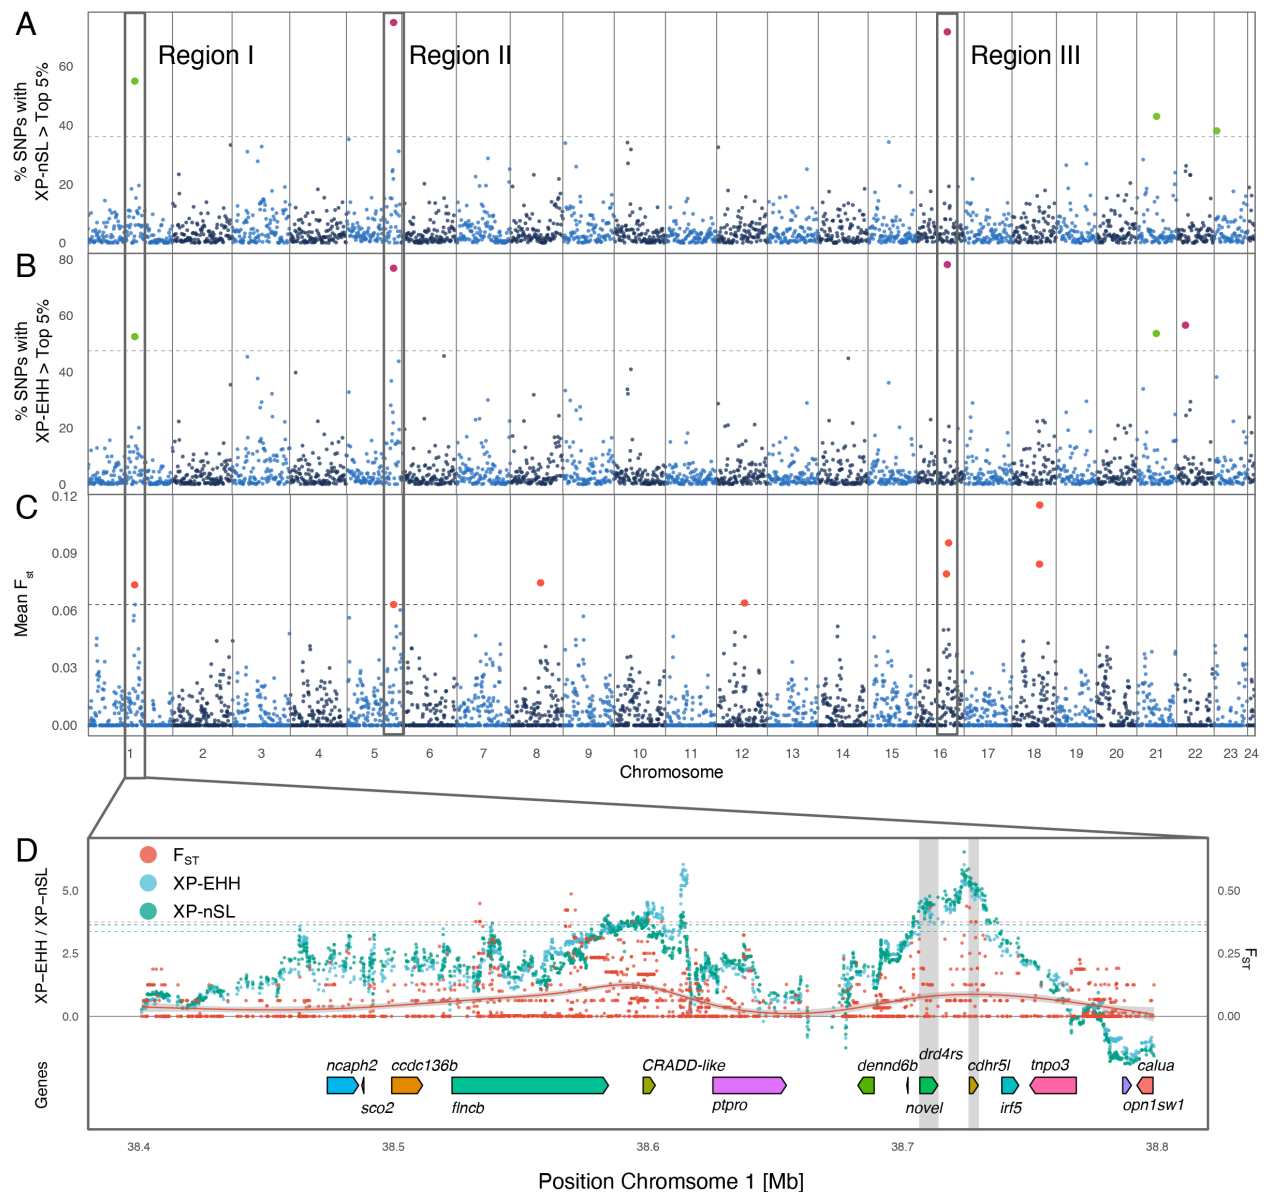 A
% SNPs with
XP-nSL > Top 5%
60
40
20
0
Region I
Region II
Region III
B
% SNPs with
XP-EHH > Top 5%
80
60
40
20
0
C
Mean Fst
0.12
0.09
0.06
0.03
0.00
1 2 3 4 5 6 7 8 9 10 11 12 13 14 15 16 17 18 19 20 21 22 23 24
Chromosome
D
XP-EHH / XP-nSL
5.0
2.5
0.0
FST
XP-EHH
XP-nSL
0.50
0.25
0.00
FST
Genes
ncaph2 ccdc136b CRADD-like dennd6b drd4rs cdhr5l tnpo3 calua
sco2 flncb ptpro novel irf5 opn1sw1
38.4 38.5 38.6 38.7 38.8
Position Chromsome 1 [Mb]